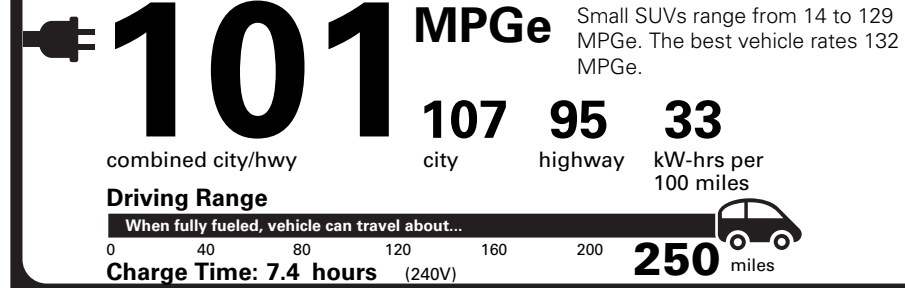 101 MPGe
Small SUVs range from 14 to 129
MPGe. The best vehicle rates 132
MPGe.
107 95 33
combined city/hwy city highway kW-hrs per
100 miles
Driving Range
When fully fueled, vehicle can travel about...
0 40 80 120 160 200 250 miles
Charge Time: 7.4 hours (240V)